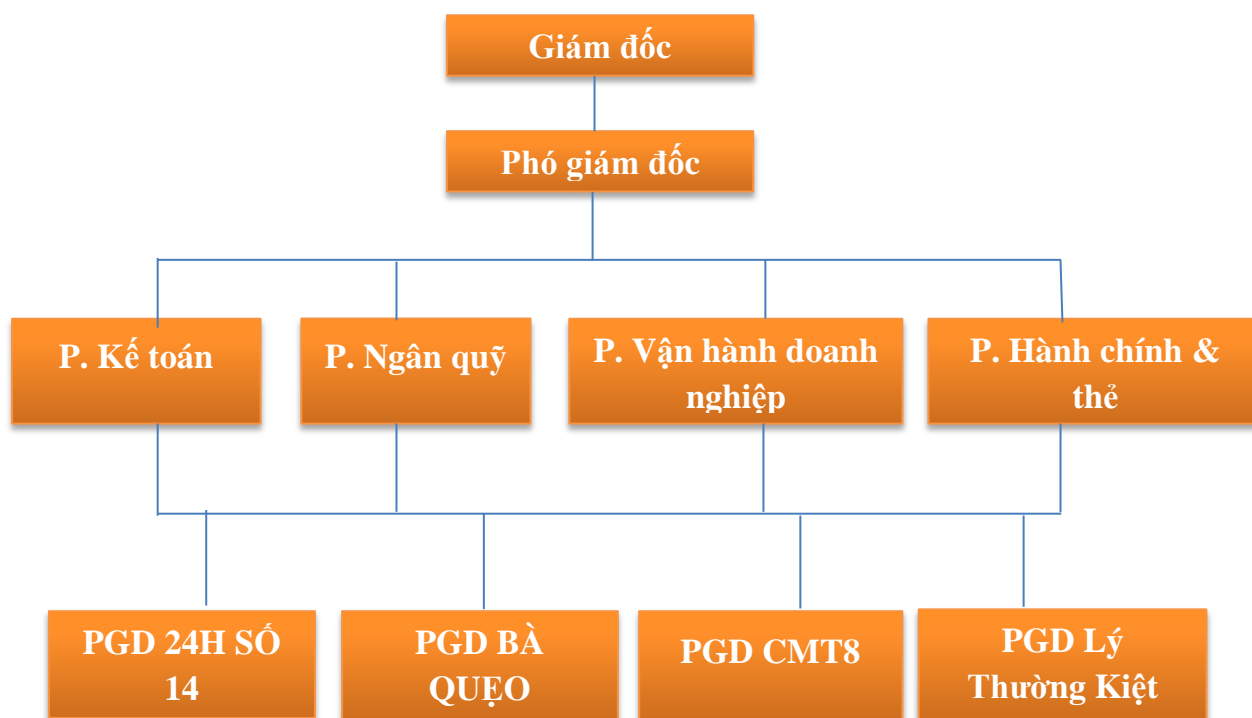 Giám đốc
Phó giám đốc
P. Kế toán
P. Ngân quỹ
P. Vận hành doanh
nghiệp
P. Hành chính &
thẻ
PGD 24H SỐ
14
PGD BÀ
QUẸO
PGD CMT8
PGD Lý
Thường Kiệt